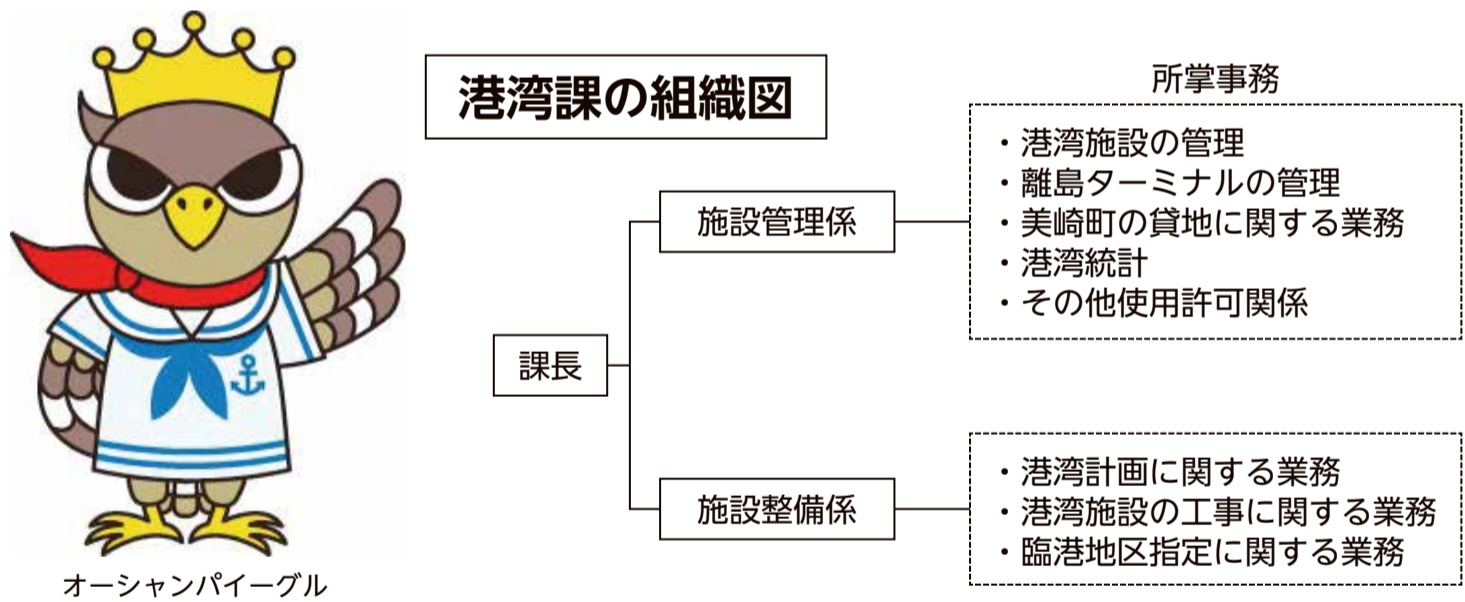 港湾課の組織図
所掌事務
課長
施設管理係
・港湾施設の管理
・離島ターミナルの管理
・美崎町の貸地に関する業務
・港湾統計
・その他使用許可関係
施設整備係
・港湾計画に関する業務
・港湾施設の工事に関する業務
・臨港地区指定に関する業務
オーシャンパイーグル